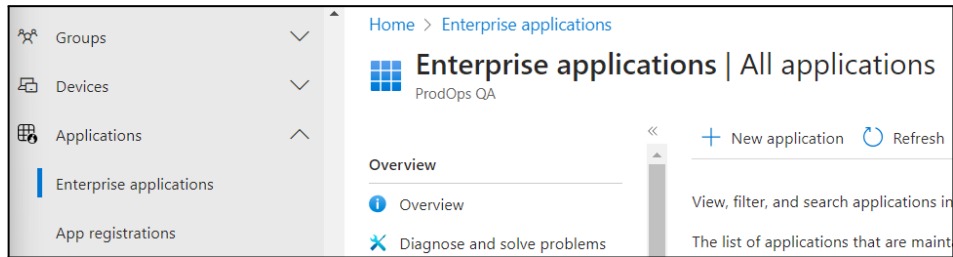 Groups
Devices
Applications
Enterprise applications
App registrations
Home > Enterprise applications
Enterprise applications | All applications
ProdOps QA
Overview
Overview
Diagnose and solve problems
New application Refresh
View, filter, and search applications in
The list of applications that are